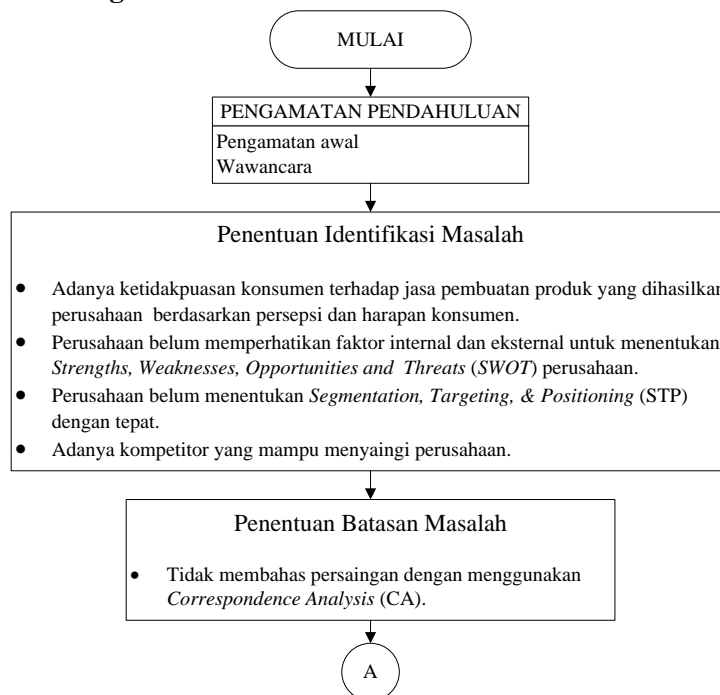 MULAI
PENGAMATAN PENDAHULUAN
Pengamatan awal
Wawancara
Penentuan Identifikasi Masalah
• Adanya ketidakpuasan konsumen terhadap jasa pembuatan produk yang dihasilkan
perusahaan berdasarkan persepsi dan harapan konsumen.
• Perusahaan belum memperhatikan faktor internal dan eksternal untuk menentukan
Strengths, Weaknesses, Opportunities and Threats (SWOT) perusahaan.
• Perusahaan belum menentukan Segmentation, Targeting, & Positioning (STP)
dengan tepat.
• Adanya kompetitor yang mampu menyaingi perusahaan.
Penentuan Batasan Masalah
• Tidak membahas persaingan dengan menggunakan
Correspondence Analysis (CA).
A